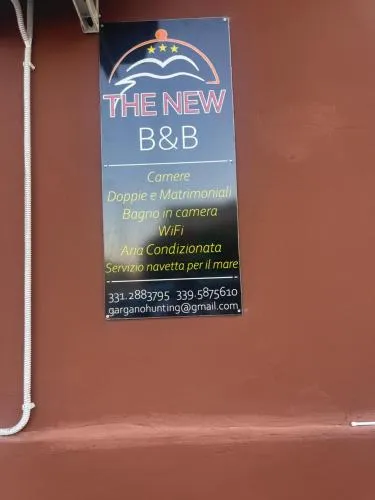 THE NEW
B&B
Camere
Doppie e Matrimoniali
Bagno in camera
WiFi
Aria Condizionata
Servizio navetta per il mare
331.2883795 339.5875610
garganohunting@gmail.com